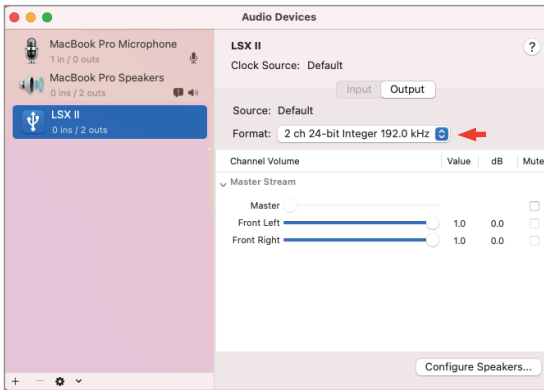 Audio Devices
MacBook Pro Microphone
1 in / 0 outs
MacBook Pro Speakers
0 ins / 2 outs
LSX II
0 ins / 2 outs
LSX II
?
Clock Source: Default
Input Output
Source: Default
Format: 2 ch 24-bit Integer 192.0 kHz
Channel Volume Value dB Mute
Master Stream
Master
Front Left 1.0 0.0
Front Right 1.0 0.0
Configure Speakers...